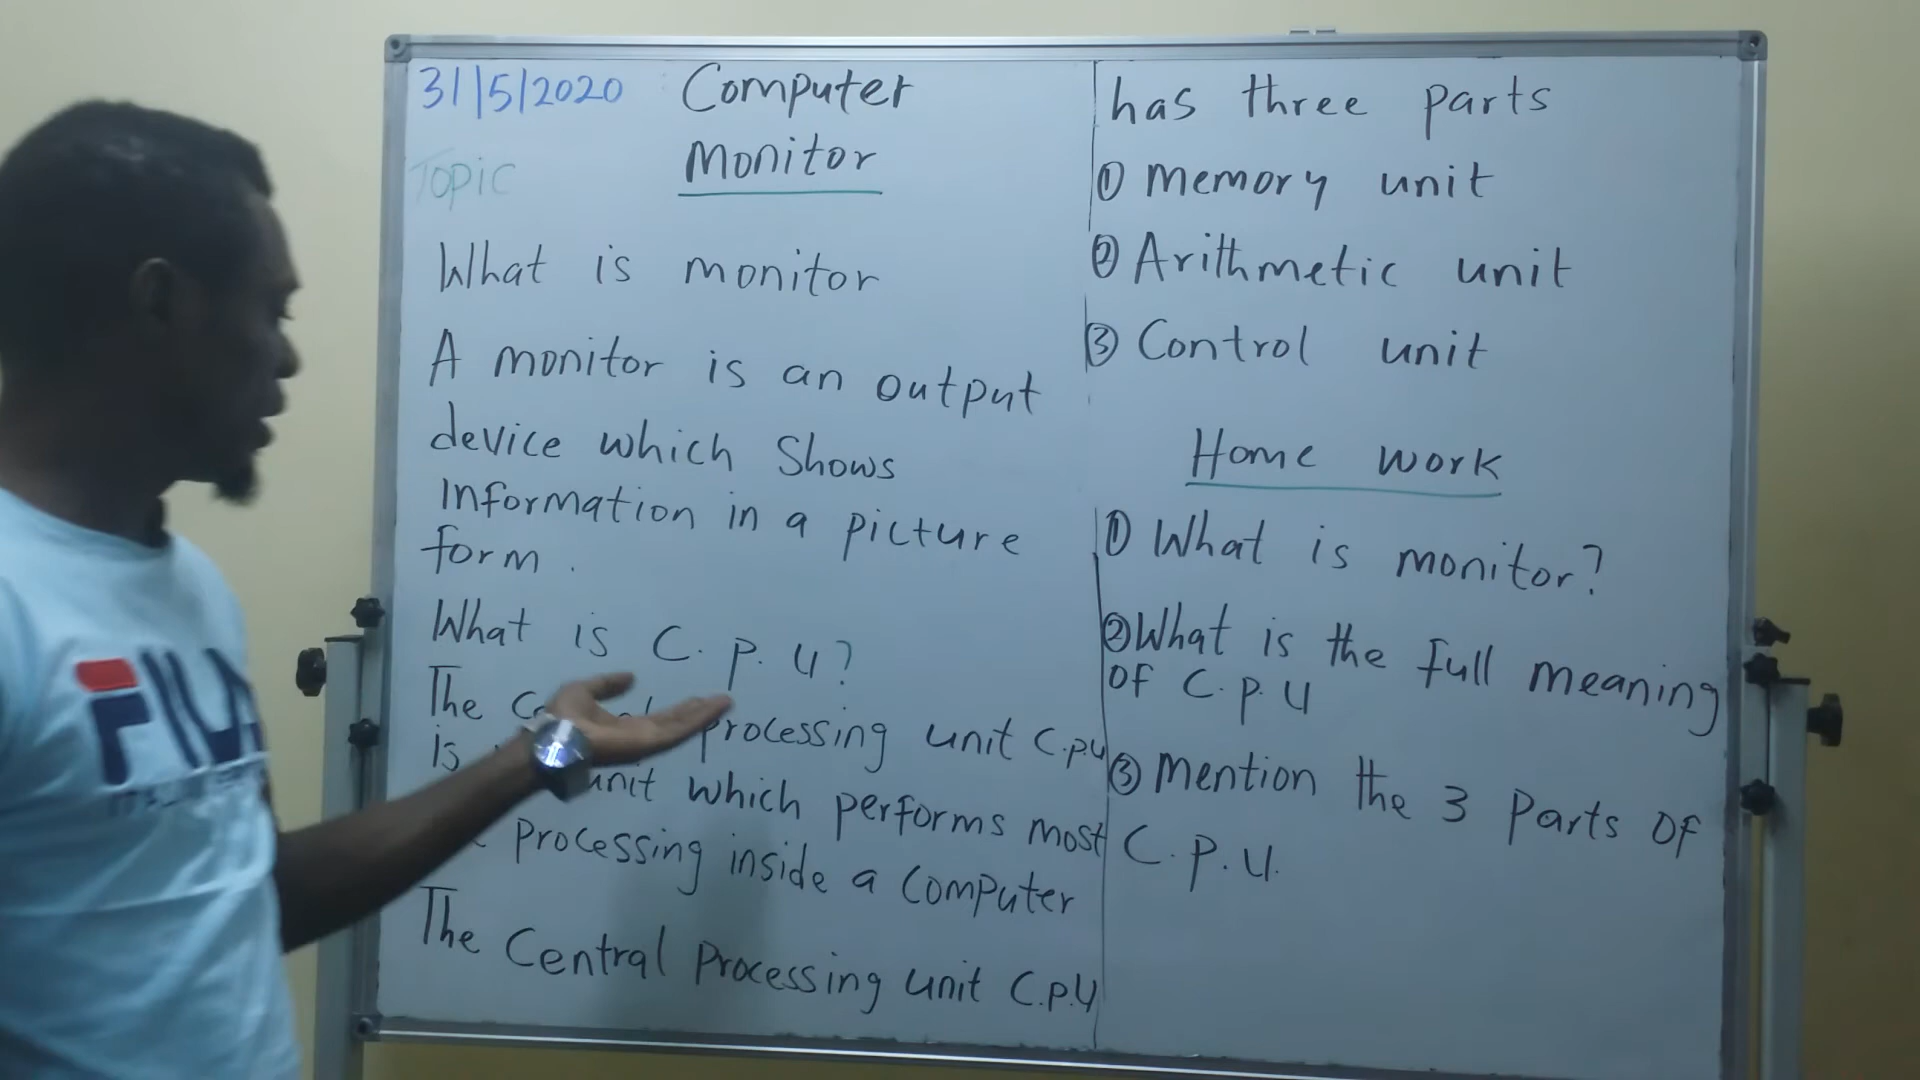 31/5/2020 Computer
Topic Monitor
What is monitor
A monitor is an output
device which Shows
Information in a picture
form.
What is C.P.U?
The processing unit C.P.U
is unit which performs most
processing inside a Computer
The Central Processing unit C.P.U
has three parts
① Memory unit
② Arithmetic unit
③ Control unit
Home work
① What is monitor?
② What is the full meaning
Of C.P.U
③ Mention the 3 Parts Of
C.P.U.
FILA